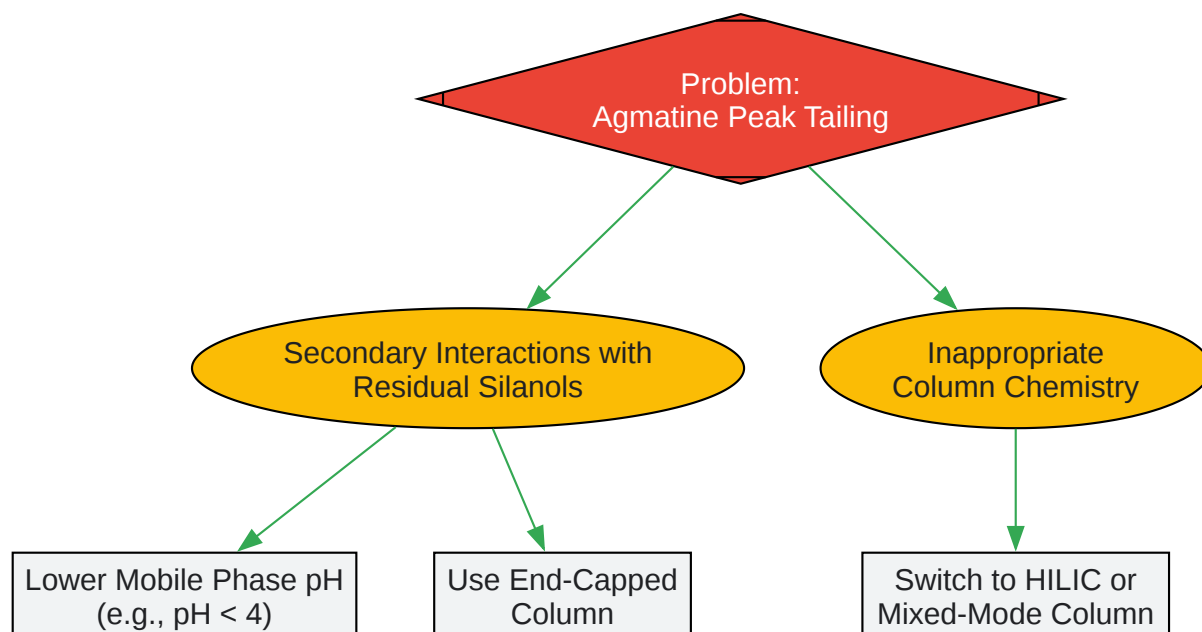 Problem:
Agmatine Peak Tailing
Secondary Interactions with
Residual Silanols
Inappropriate
Column Chemistry
Lower Mobile Phase pH
(e.g., pH < 4)
Use End-Capped
Column
Switch to HILIC or
Mixed-Mode Column